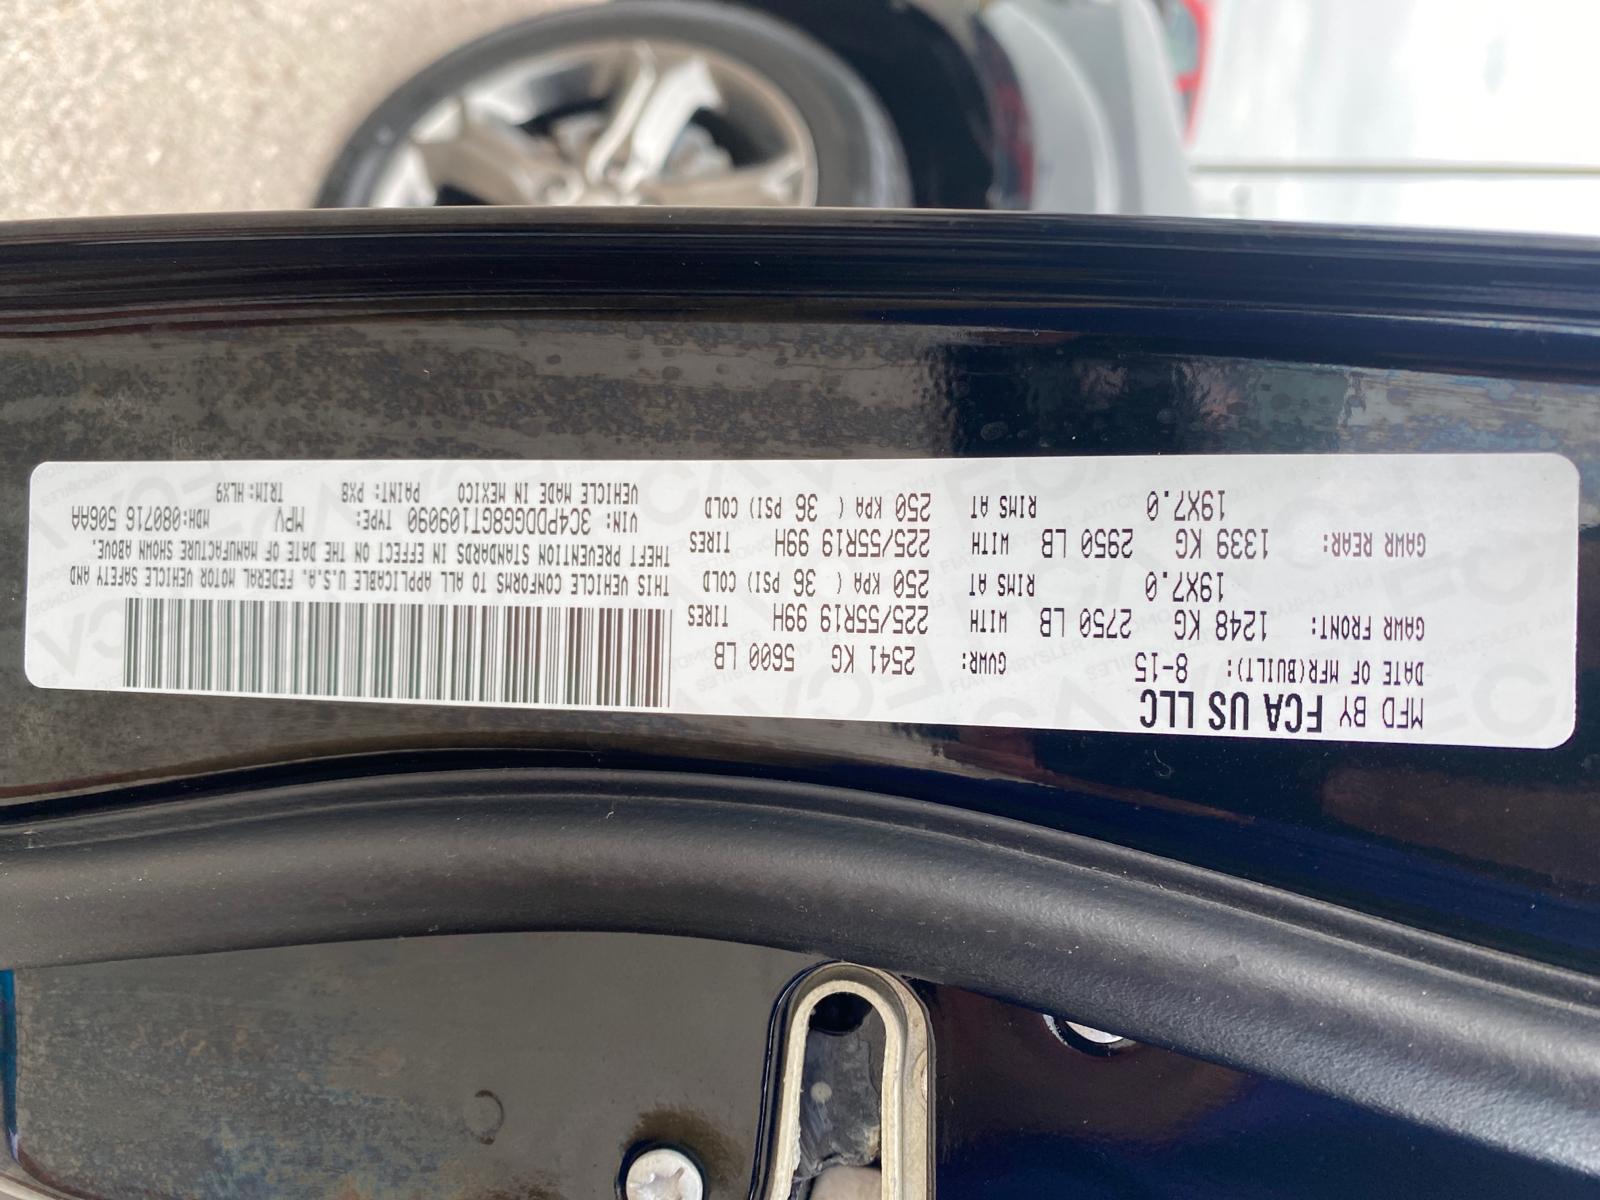 MFD BY FCA US LLC
DATE OF MFR(BUILT): 8-15 GVWR: 2541 KG 5600 LB
GAWR FRONT: 1248 KG 2750 LB WITH 225/55R19 99H TIRES
19X7.0 RIMS AT 250 KPA ( 36 PSI) COLD
GAWR REAR: 1339 KG 2950 LB WITH 225/55R19 99H TIRES
19X7.0 RIMS AT 250 KPA ( 36 PSI) COLD
THIS VEHICLE CONFORMS TO ALL APPLICABLE U.S.A. FEDERAL MOTOR VEHICLE SAFETY AND
THEFT PREVENTION STANDARDS IN EFFECT ON THE DATE OF MANUFACTURE SHOWN ABOVE.
VIN: 3C4PDDGG8GT109090 TYPE: MPV MDH:080716 506AA
VEHICLE MADE IN MEXICO PAINT: PX8 TRIM:HLX9